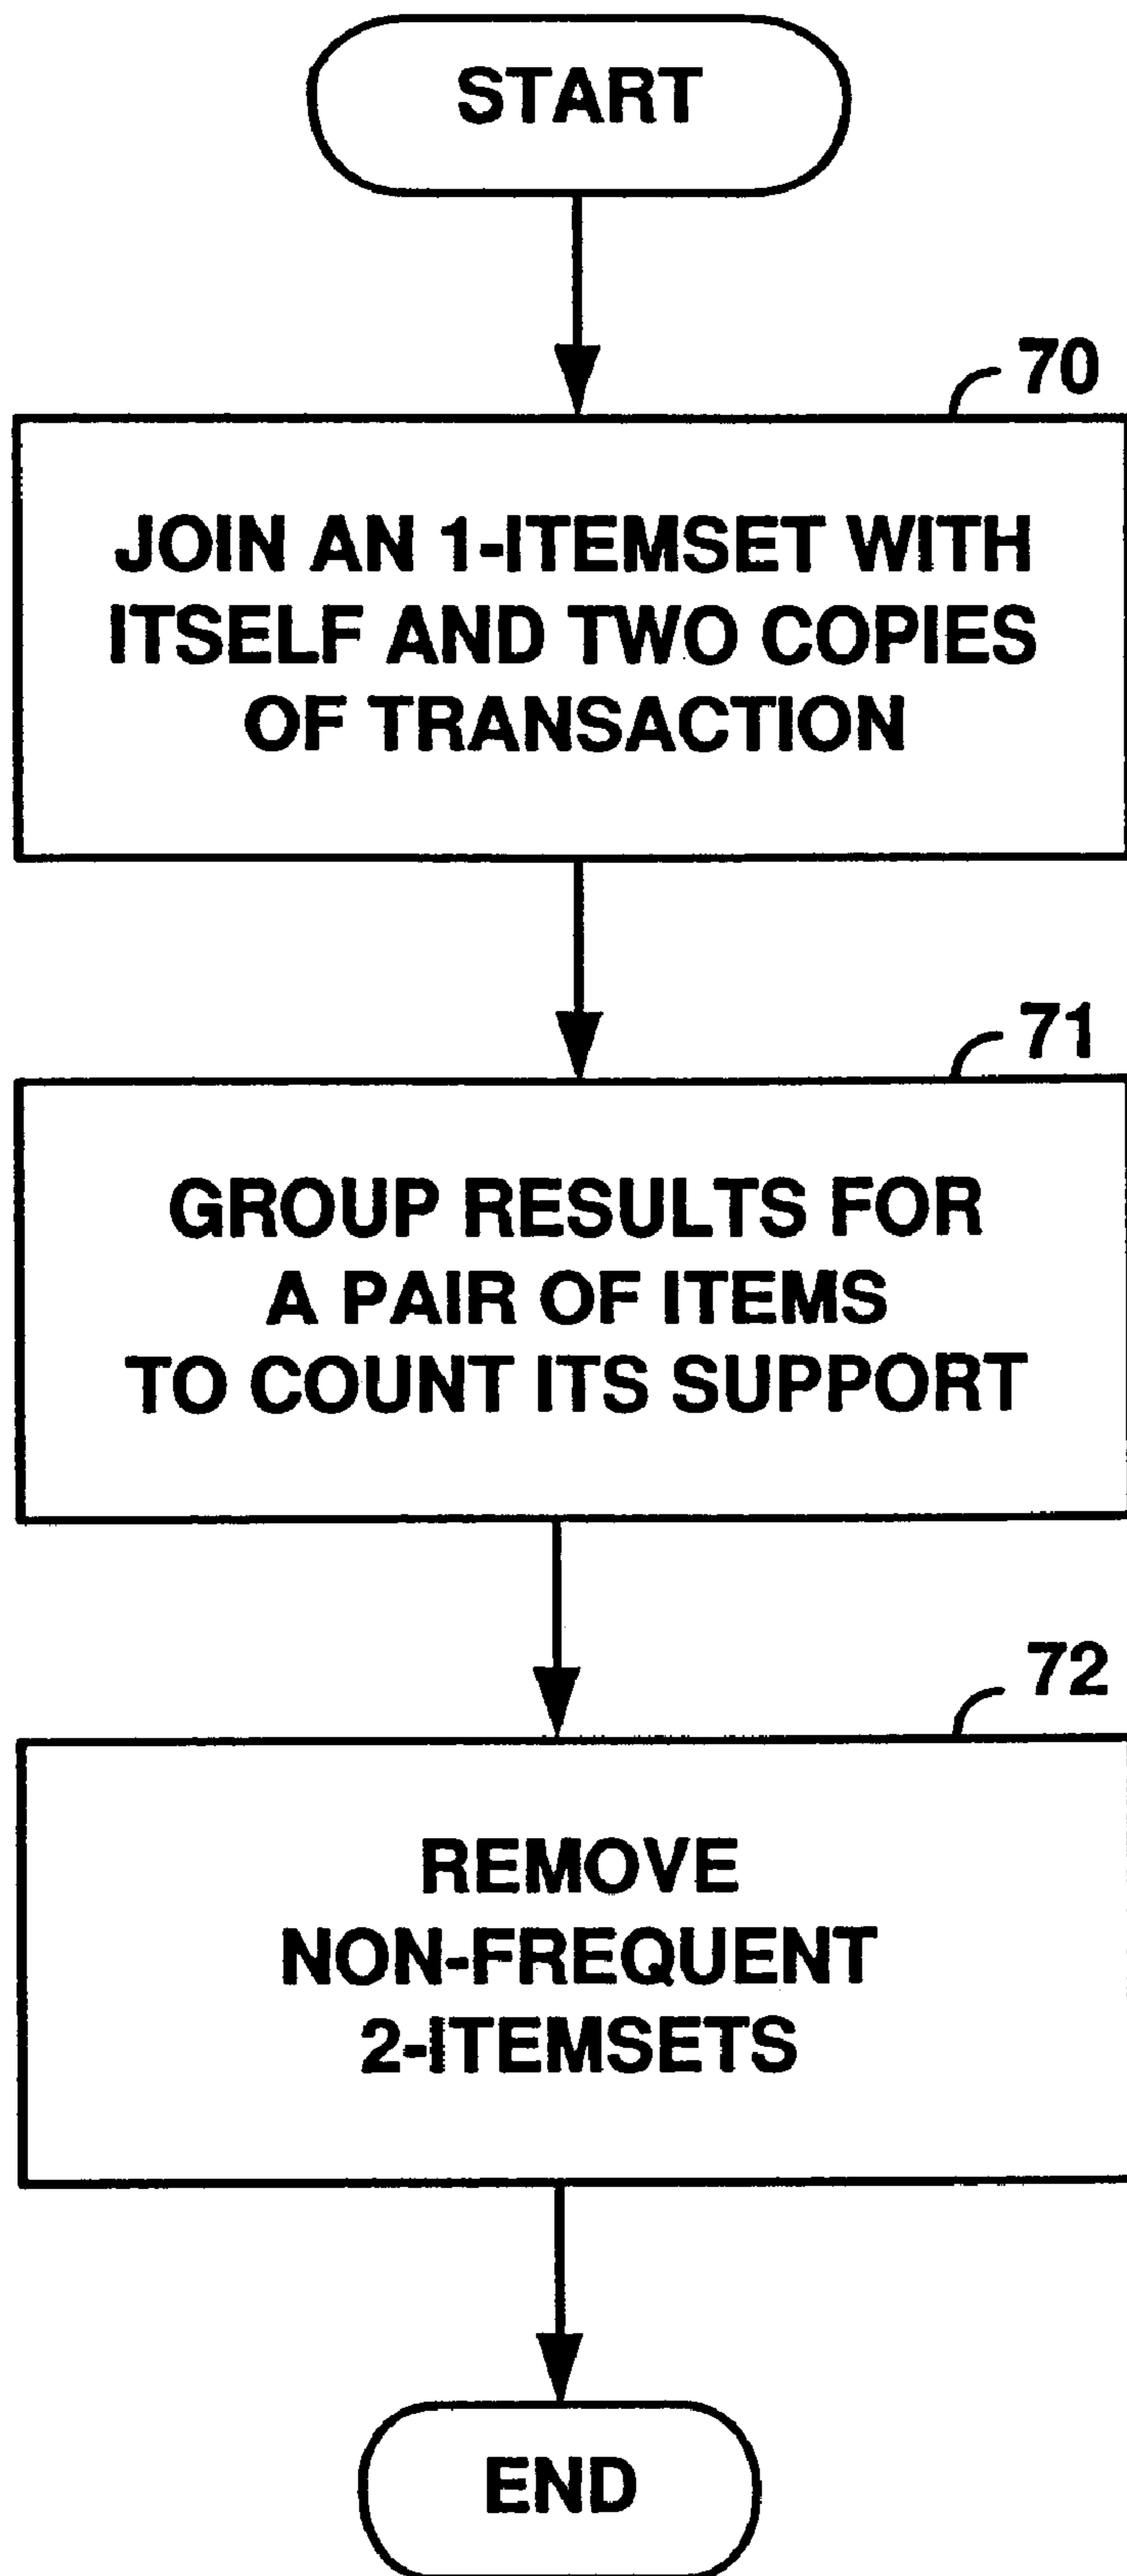 START
70
JOIN AN 1-ITEMSET WITH
ITSELF AND TWO COPIES
OF TRANSACTION
71
GROUP RESULTS FOR
A PAIR OF ITEMS
TO COUNT ITS SUPPORT
72
REMOVE
NON-FREQUENT
2-ITEMSETS
END